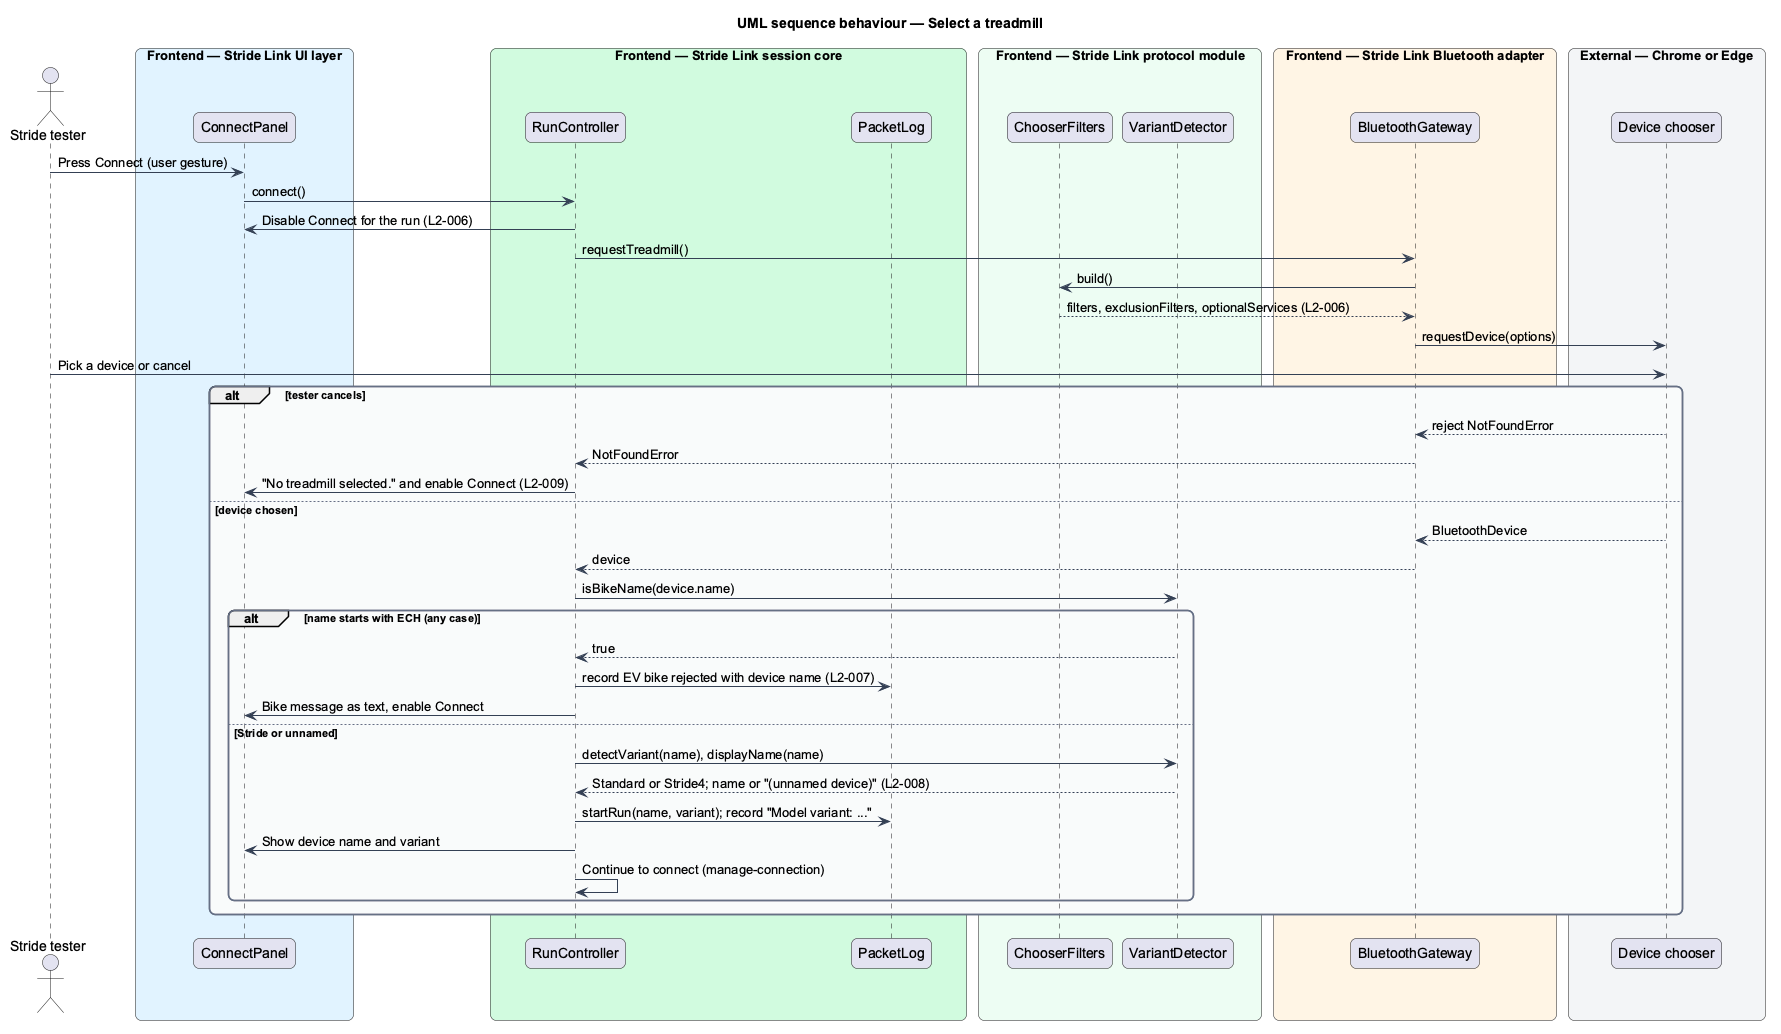 UML sequence behaviour — Select a treadmill
Frontend — Stride Link UI layer
Frontend — Stride Link session core
Frontend — Stride Link protocol module
Frontend — Stride Link Bluetooth adapter
External — Chrome or Edge
Stride tester
ConnectPanel
RunController
PacketLog
ChooserFilters
VariantDetector
BluetoothGateway
Device chooser
Press Connect (user gesture)
connect()
Disable Connect for the run (L2-006)
requestTreadmill()
build()
filters, exclusionFilters, optionalServices (L2-006)
requestDevice(options)
Pick a device or cancel
alt
[tester cancels]
reject NotFoundError
NotFoundError
"No treadmill selected." and enable Connect (L2-009)
[device chosen]
BluetoothDevice
device
isBikeName(device.name)
alt
[name starts with ECH (any case)]
true
record EV bike rejected with device name (L2-007)
Bike message as text, enable Connect
[Stride or unnamed]
detectVariant(name), displayName(name)
Standard or Stride4; name or "(unnamed device)" (L2-008)
startRun(name, variant); record "Model variant: ..."
Show device name and variant
Continue to connect (manage-connection)
Stride tester
ConnectPanel
RunController
PacketLog
ChooserFilters
VariantDetector
BluetoothGateway
Device chooser